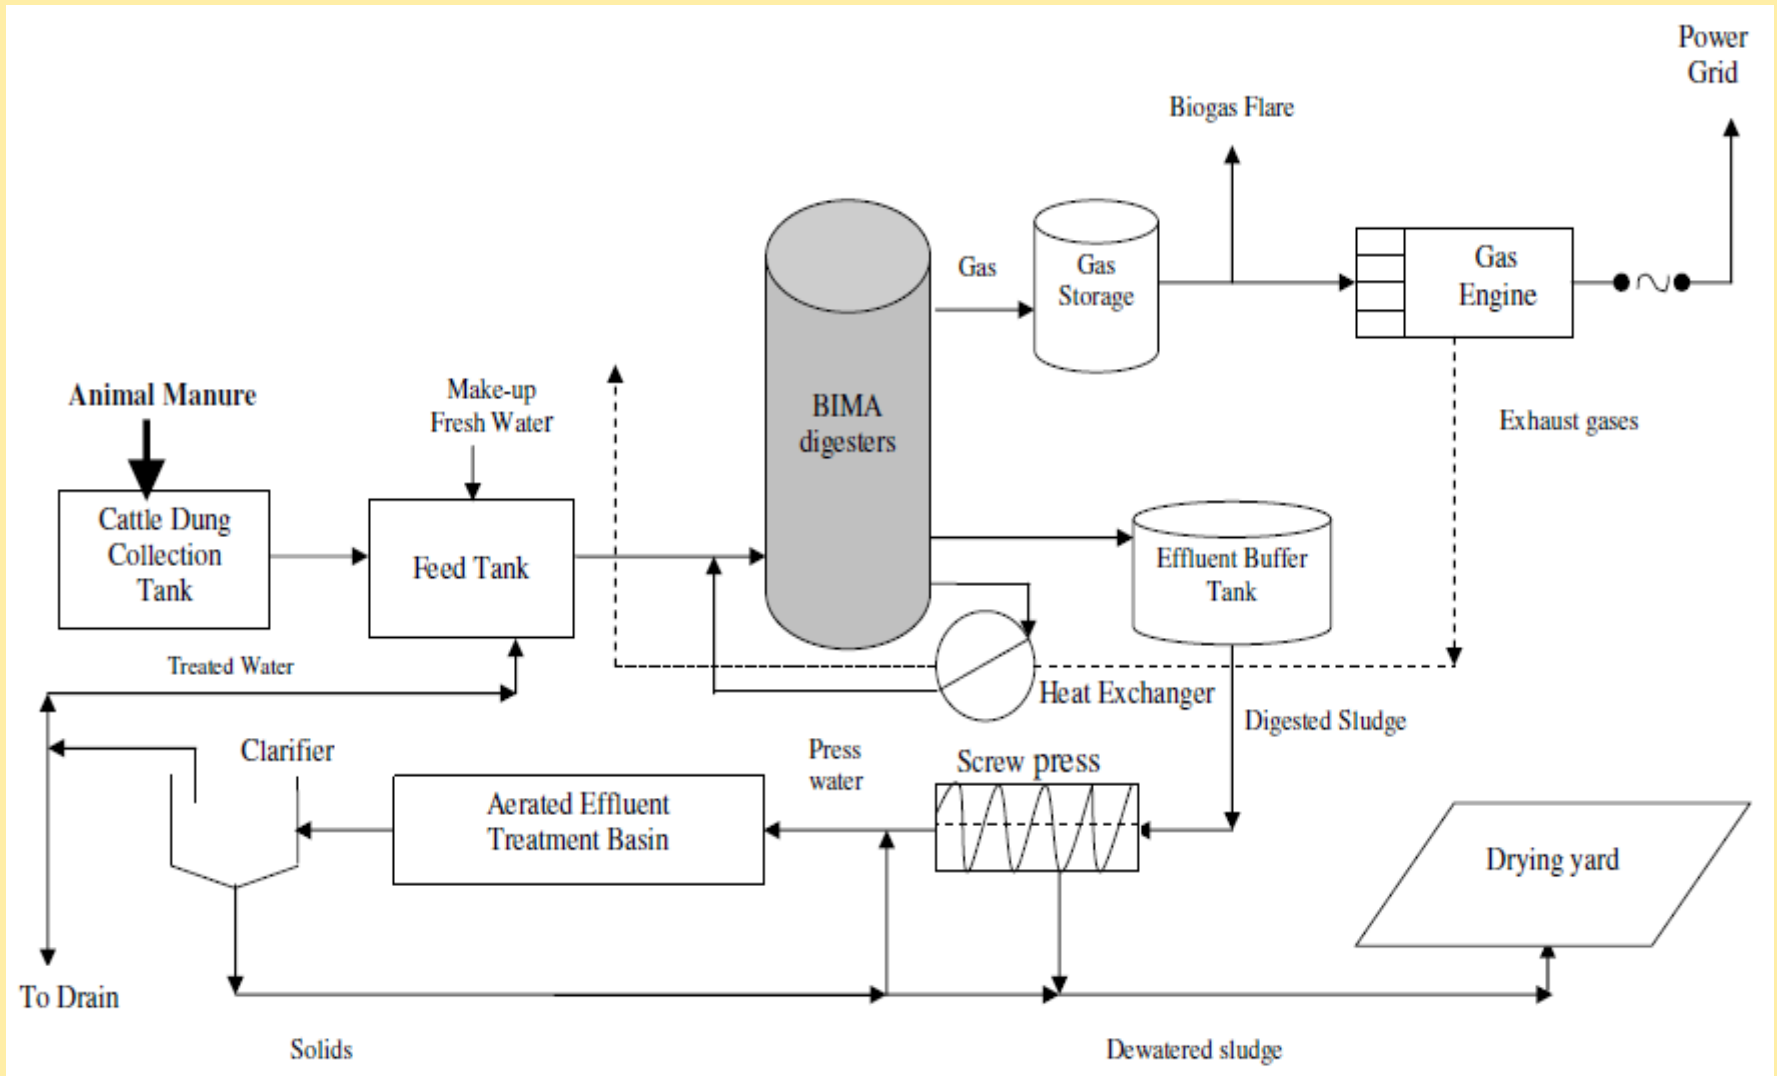 Power
Grid
Biogas Flare
Gas
Gas
Storage
Gas
Engine
Animal Manure
Make-up
Fresh Water
BIMA
digesters
Exhaust gases
Cattle Dung
Collection
Tank
Feed Tank
Effluent Buffer
Tank
Treated Water
Heat Exchanger
Digested Sludge
Clarifier
Press
water
Screw press
Aerated Effluent
Treatment Basin
Drying yard
To Drain
Solids
Dewatered sludge